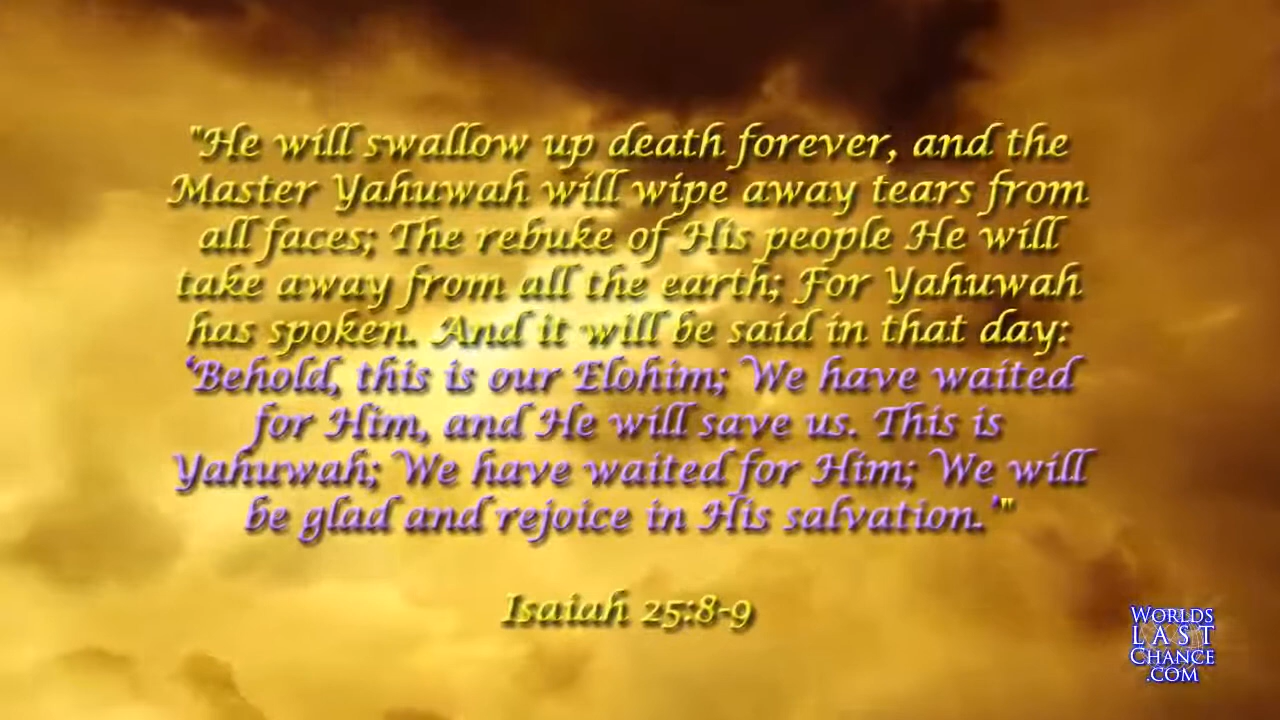 "He will swallow up death forever, and the
Master Yahuwah will wipe away tears from
all faces; The rebuke of His people He will
take away from all the earth; For Yahuwah
has spoken. And it will be said in that day:
‘Behold, this is our Elohim; We have waited
for Him, and He will save us. This is
Yahuwah; We have waited for Him; We will
be glad and rejoice in His salvation.’"
Isaiah 25:8-9
WORLDS
LAST
CHANCE
.COM